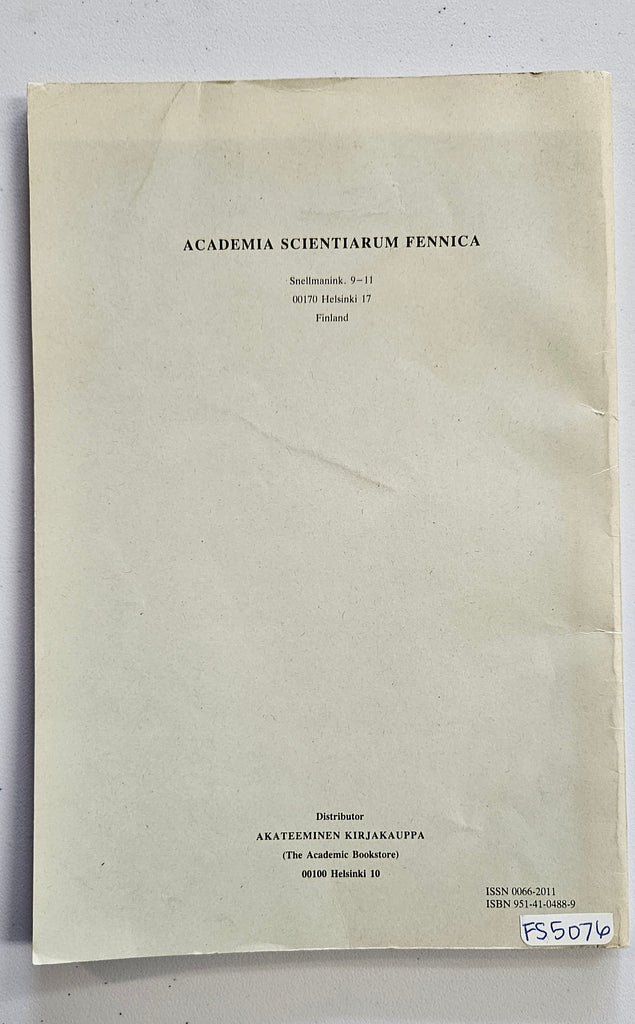 ACADEMIA SCIENTIARUM FENNICA
Snellmanink. 9–11
00170 Helsinki 17
Finland
Distributor
AKATEEMINEN KIRJAKAUPPA
(The Academic Bookstore)
00100 Helsinki 10
ISSN 0066-2011
ISBN 951-41-0488-9
FS5076